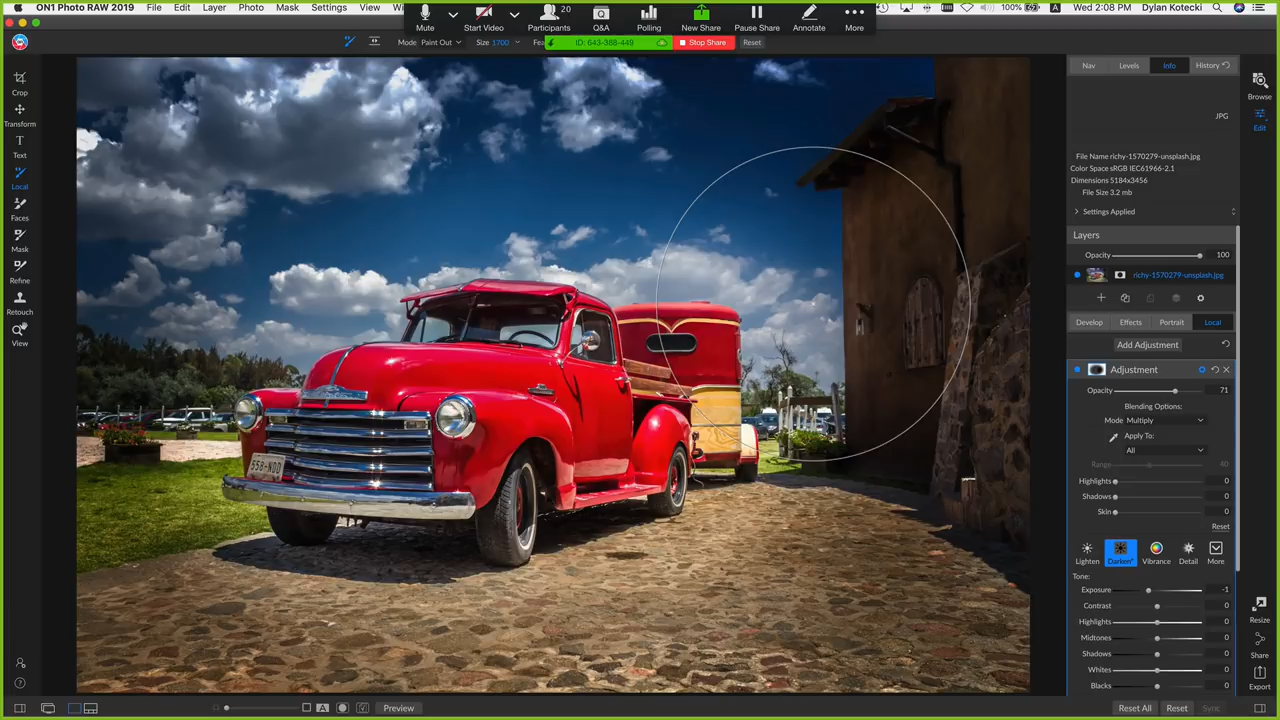 ON1 Photo RAW 2019 File Edit Layer Photo Mask Settings View
100% Wed 2:08 PM Dylan Kotecki
Mute Start Video Participants 20 Q&A Polling New Share Pause Share Annotate More
Mode Paint Out Size 1700 Fea
ID: 643-388-449 Stop Share Reset
Crop
Transform
Text
Local
Faces
Mask
Refine
Retouch
View
558-NDD
Nav Levels Info History
JPG
File Name richy-1570279-unsplash.jpg
Color Space sRGB IEC61966-2.1
Dimensions 5184x3456
File Size 3.2 mb
Settings Applied
Layers
Opacity 100
richy-1570279-unsplash.jpg
Develop Effects Portrait Local
Add Adjustment
Adjustment
Opacity 71
Blending Options:
Mode Multiply
Apply To:
All
Range 40
Highlights 0
Shadows 0
Skin 0
Reset
Lighten Darken* Vibrance Detail More
Tone:
Exposure -1
Contrast 0
Highlights 0
Midtones 0
Shadows 0
Whites 0
Blacks 0
Browse
Edit
Resize
Share
Export
A Preview
Reset All Reset Sync